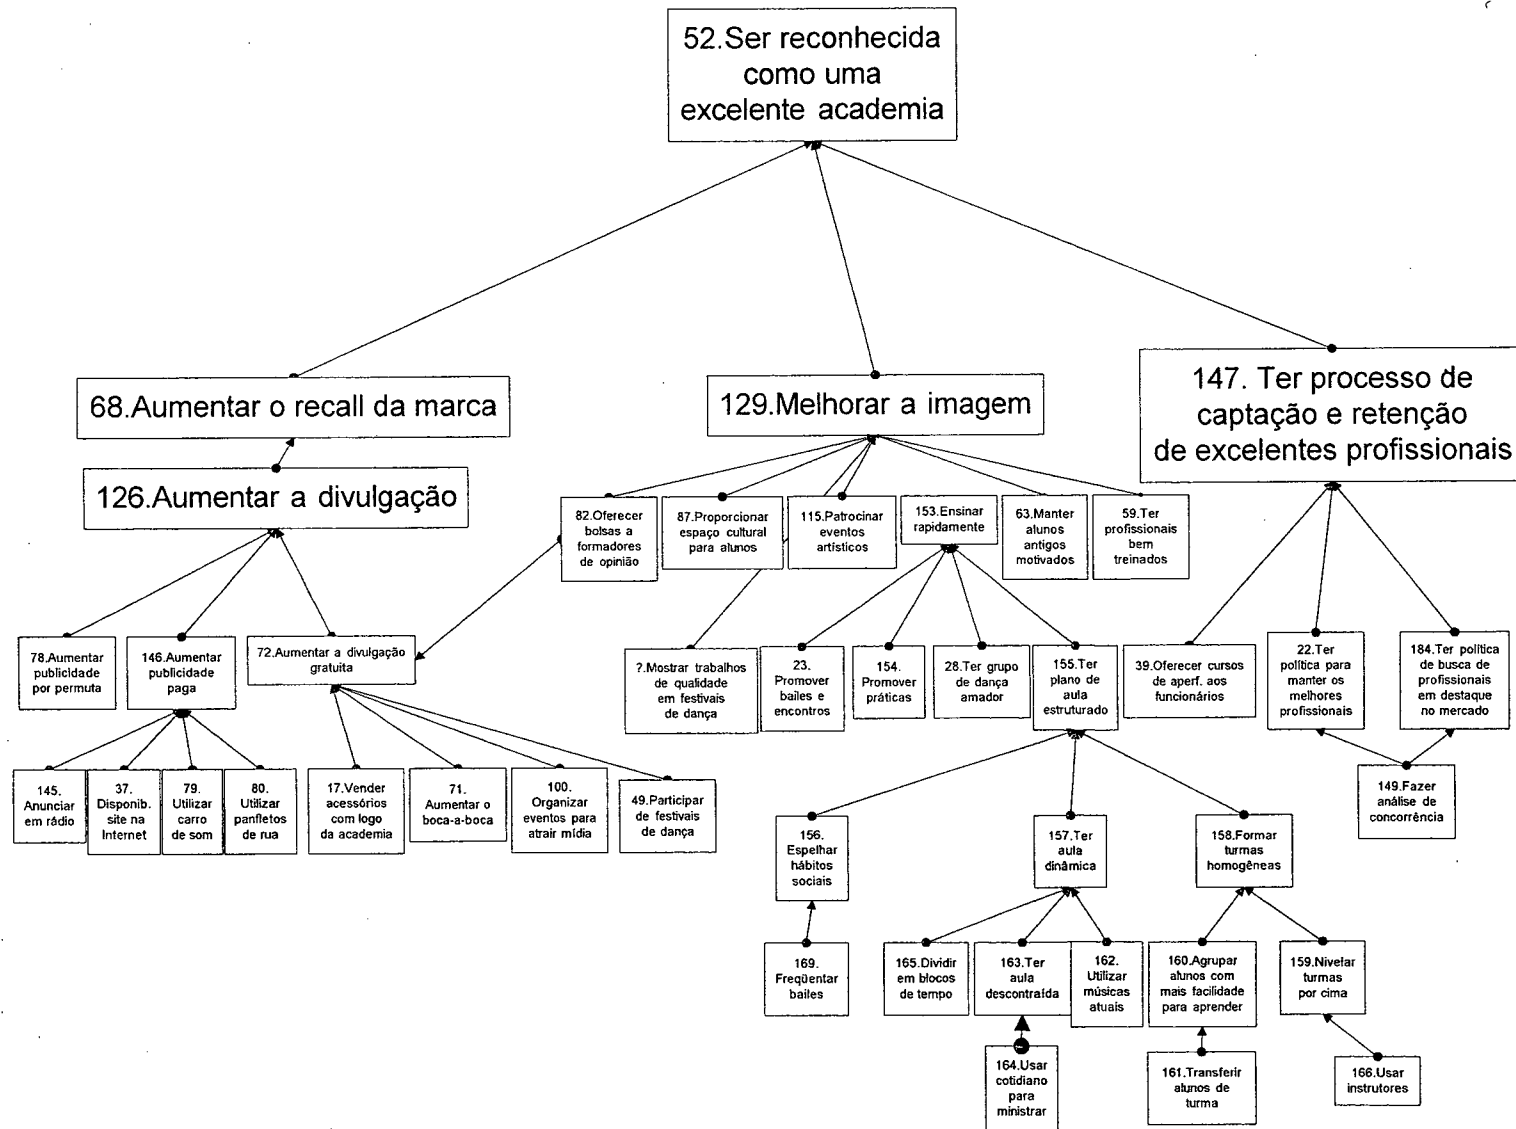 52.Ser reconhecida
como uma
excelente academia
68.Aumentar o recall da marca
129.Melhorar a imagem
147. Ter processo de
captação e retenção
de excelentes profissionais
126.Aumentar a divulgação
82.Oferecer
bolsas a
formadores
de opinião
87.Proporcionar
espaço cultural
para alunos
115.Patrocinar
eventos
artísticos
153.Ensinar
rapidamente
63.Manter
alunos
antigos
motivados
59.Ter
profissionais
bem
treinados
78.Aumentar
publicidade
por permuta
146.Aumentar
publicidade
paga
72.Aumentar a divulgação
gratuita
?.Mostrar trabalhos
de qualidade
em festivais
de dança
23.
Promover
bailes e
encontros
154.
Promover
práticas
28.Ter grupo
de dança
amador
155.Ter
plano de
aula
estruturado
39.Oferecer cursos
de aperf. aos
funcionários
22.Ter
política para
manter os
melhores
profissionais
184.Ter política
de busca de
profissionais
em destaque
no mercado
145.
Anunciar
em rádio
37.
Disponib.
site na
Internet
79.
Utilizar
carro
de som
80.
Utilizar
panfletos
de rua
17.Vender
acessórios
com logo
da academia
71.
Aumentar o
boca-a-boca
100.
Organizar
eventos para
atrair mídia
49.Participar
de festivais
de dança
149.Fazer
análise de
concorrência
156.
Espelhar
hábitos
sociais
157.Ter
aula
dinâmica
158.Formar
turmas
homogêneas
169.
Freqüentar
bailes
165.Dividir
em blocos
de tempo
163.Ter
aula
descontraída
162.
Utilizar
músicas
atuais
160.Agrupar
alunos com
mais facilidade
para aprender
159.Nivelar
turmas
por cima
164.Usar
cotidiano
para
ministrar
161.Transferir
alunos de
turma
166.Usar
instrutores